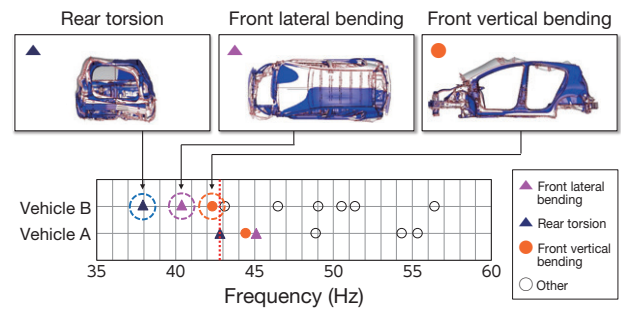 Rear torsion
Front lateral bending
Front vertical bending
Vehicle B
Vehicle A
35
40
45
50
55
60
Frequency (Hz)
Front lateral
bending
Rear torsion
Front vertical
bending
Other